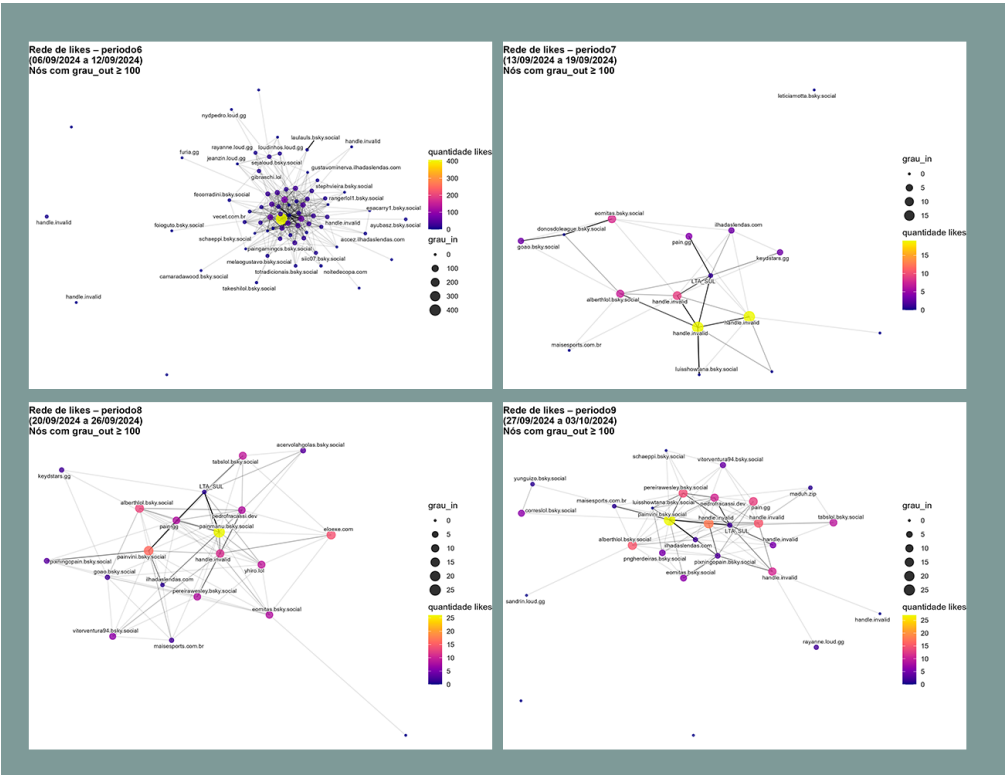 Rede de likes – periodo6
(06/09/2024 a 12/09/2024)
Nós com grau_out ≥ 100
nydpedro.loud.gg
laulauls.bsky.social
handle.invalid
rayanne.loud.gg
loudinhos.loud.gg
furia.gg
jeanzin.loud.gg
sejaloud.bsky.social
gustavominerva.ilhadaslendas.com
gibraschi.lol
stephvieira.bsky.social
feorradini.bsky.social
rangerlol1.bsky.social
esacarry1.bsky.social
handle.invalid
vecet.com.br
handle.invalid
ayubasz.bsky.social
foieguto.bsky.social
schaeppi.bsky.social
accez.ilhadaslendas.com
paingamingcs.bsky.social
melaogustavo.bsky.social
sic07.bsky.social
camaradawood.bsky.social
totradicionais.bsky.social
noitedecopa.com
takeshilol.bsky.social
handle.invalid
quantidade likes
400
300
200
100
0
grau_in
0
100
200
300
400
Rede de likes – periodo7
(13/09/2024 a 19/09/2024)
Nós com grau_out ≥ 100
laticiamotta.bsky.social
eomitas.bsky.social
donosdoleague.bsky.social
ilhadaslendas.com
goao.bsky.social
pain.gg
keydstars.gg
LTA_SUL
alberthlol.bsky.social
handle.invalid
handle.invalid
handle.invalid
maisesports.com.br
luisshowtana.bsky.social
grau_in
0
5
10
15
quantidade likes
15
10
5
0
Rede de likes – periodo8
(20/09/2024 a 26/09/2024)
Nós com grau_out ≥ 100
acervolahgolas.bsky.social
tabslol.bsky.social
keydstars.gg
LTA_SUL
alberthlol.bsky.social
pedrofracassi.dev
pain.gg
painmanu.bsky.social
eloexe.com
painvini.bsky.social
handle.invalid
painingopain.bsky.social
yhiro.lol
goao.bsky.social
ilhadaslendas.com
pereirawesley.bsky.social
eomitas.bsky.social
vitorventura94.bsky.social
maisesports.com.br
grau_in
0
5
10
15
20
25
quantidade likes
25
20
15
10
5
0
Rede de likes – periodo9
(27/09/2024 a 03/10/2024)
Nós com grau_out ≥ 100
schaeppi.bsky.social
vitorventura94.bsky.social
yunguizo.bsky.social
pereirawesley.bsky.social
maduh.zip
maisesports.com.br
luisshowtana.bsky.social
pedrofracassi.dev
pain.gg
correslol.bsky.social
painvini.bsky.social
handle.invalid
handle.invalid
tabslol.bsky.social
LTA_SUL
alberthlol.bsky.social
ilhadaslendas.com
handle.invalid
pngherdeiras.bsky.social
painingopain.bsky.social
eomitas.bsky.social
handle.invalid
sandrin.loud.gg
handle.invalid
rayanne.loud.gg
grau_in
0
5
10
15
20
25
quantidade likes
25
20
15
10
5
0